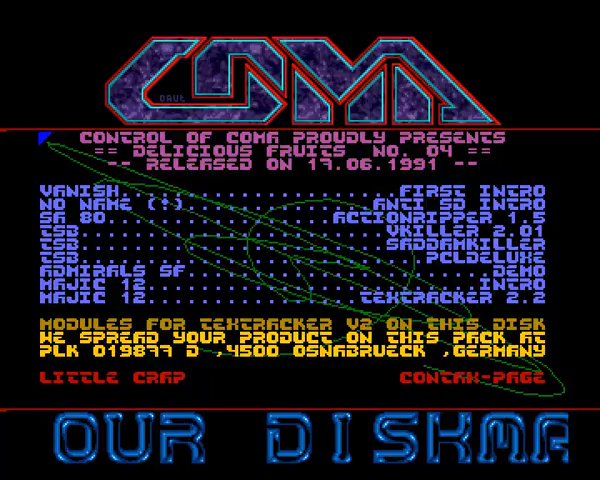 COMA
DAUE
CONTROL OF COMA PROUDLY PRESENTS
== DELICIOUS FRUITS NO. 04 ==
-- RELEASED ON 17.06.1991 --
VANISH..........................FIRST INTRO
NO NAME (!)...................ANTI SD INTRO
SA 80.....................ACTIONRIPPER 1.5
TSB............................VKILLER 2.01
TSB............................SADDAMKILLER
TSB...............................PCLDELUXE
ADMIRALS SF............................DEMO
MAJIC 12..............................INTRO
MAJIC 12.....................TEXTRACKER 2.2
MODULES FOR TEXTRACKER V2 ON THIS DISK
WE SPREAD YOUR PRODUCT ON THIS PACK AT
PLK 019877 D ,4500 OSNABRUECK ,GERMANY
LITTLE CRAP CONTAX-PAGE
OUR DISKMA